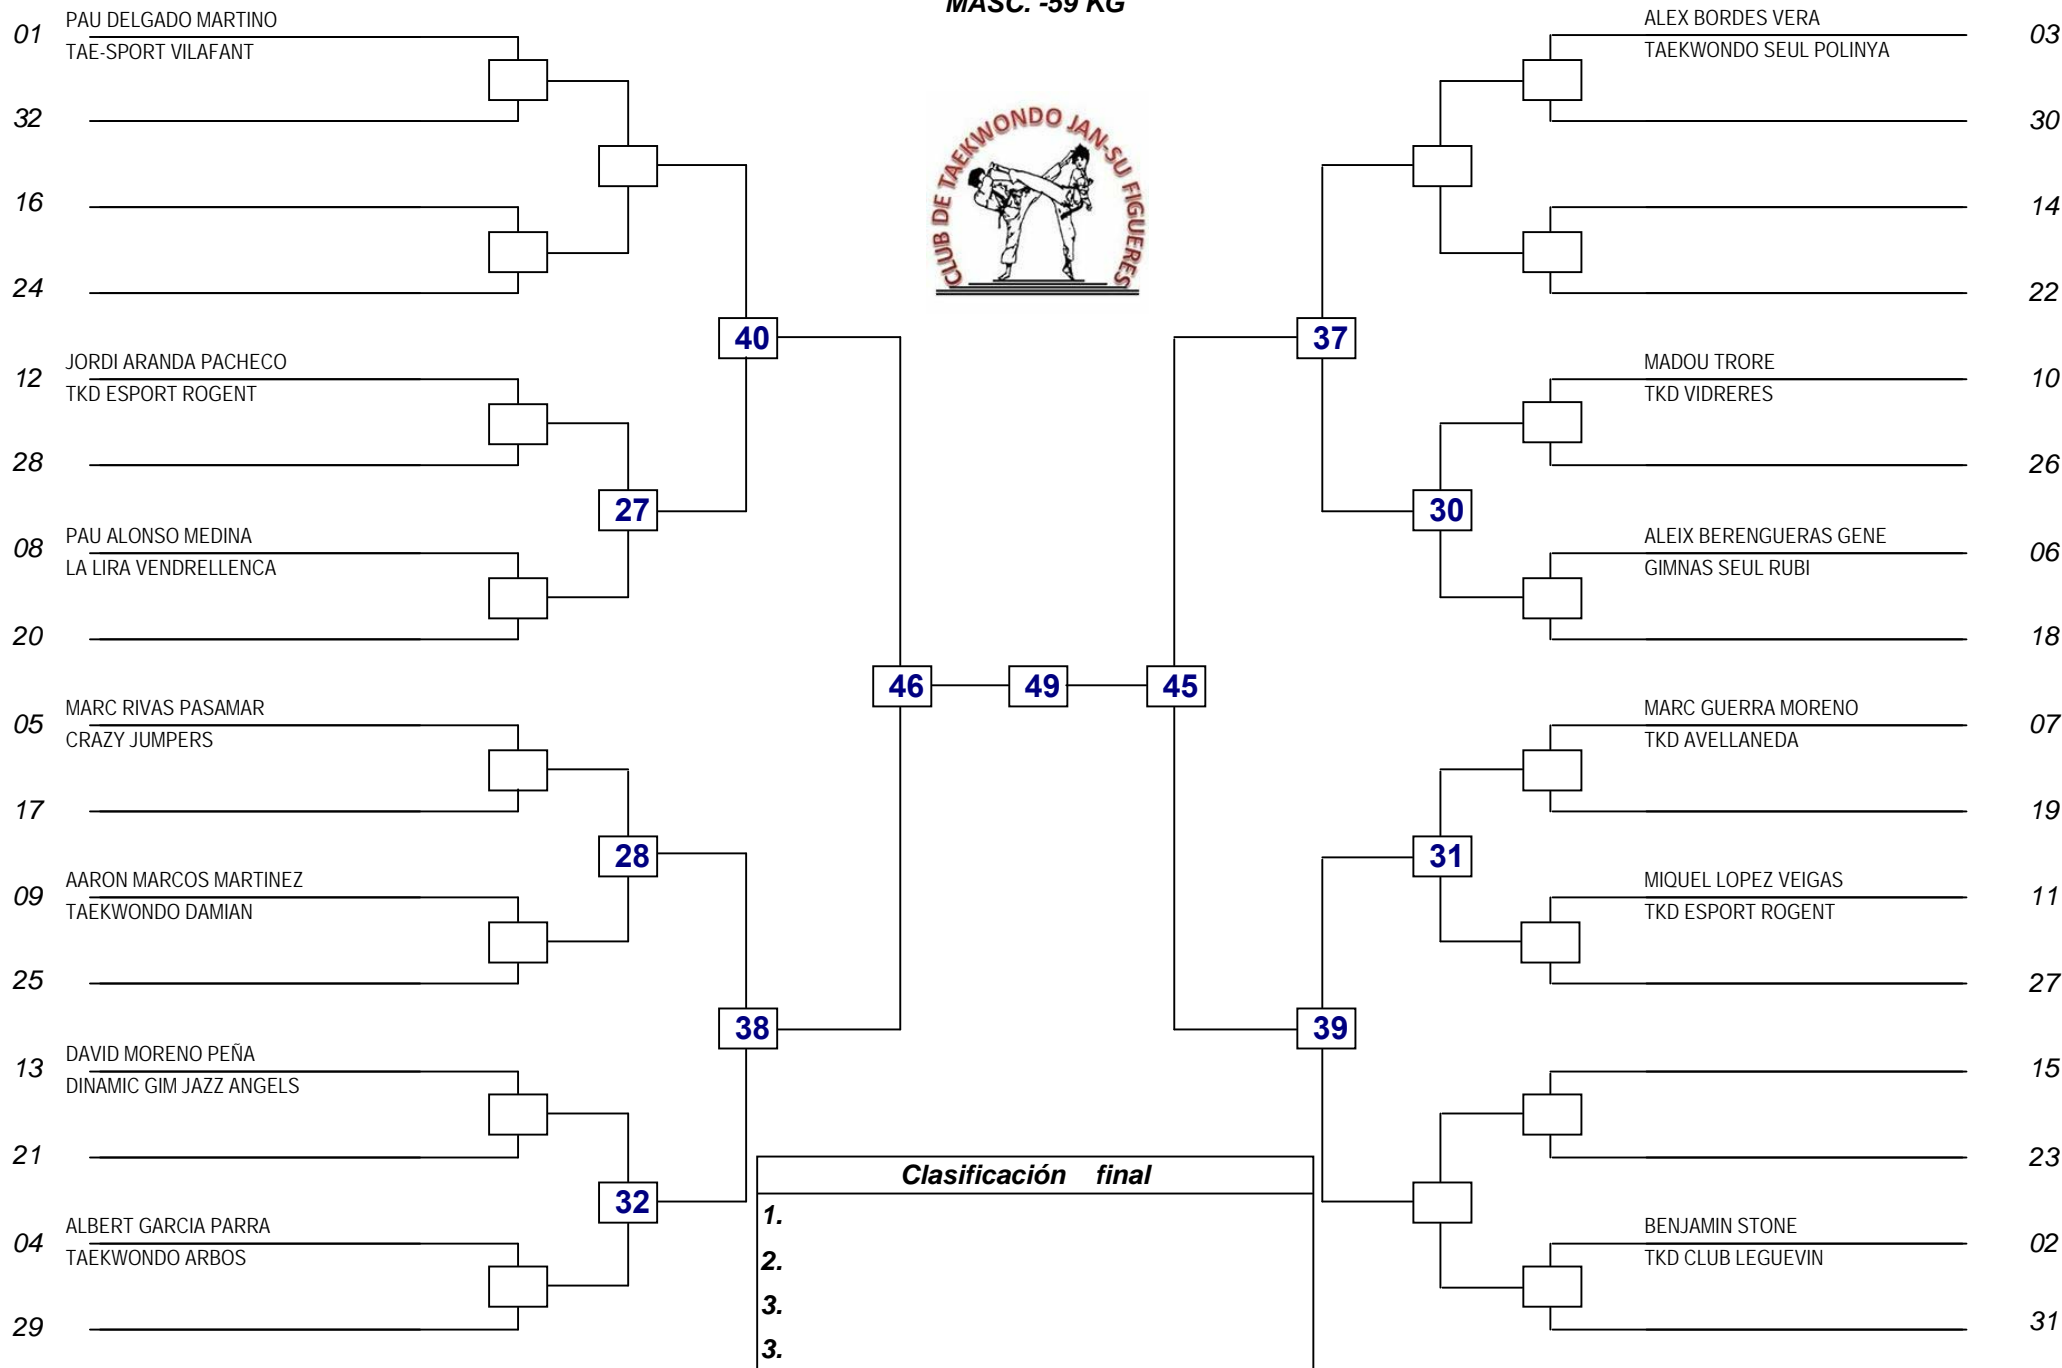 MASC. -59 KG
CLUB DE TAEKWONDO JAN-SU FIGUERES
01 PAU DELGADO MARTINO
TAE-SPORT VILAFANT
32
16
24
12 JORDI ARANDA PACHECO
TKD ESPORT ROGENT
28
08 PAU ALONSO MEDINA
LA LIRA VENDRELLENCA
20
05 MARC RIVAS PASAMAR
CRAZY JUMPERS
17
09 AARON MARCOS MARTINEZ
TAEKWONDO DAMIAN
25
13 DAVID MORENO PEÑA
DINAMIC GIM JAZZ ANGELS
21
04 ALBERT GARCIA PARRA
TAEKWONDO ARBOS
29
27
28
32
40
38
46
49
45
37
39
30
31
ALEX BORDES VERA 03
TAEKWONDO SEUL POLINYA
30
14
22
MADOU TRORE 10
TKD VIDRERES
26
ALEIX BERENGUERAS GENE 06
GIMNAS SEUL RUBI
18
MARC GUERRA MORENO 07
TKD AVELLANEDA
19
MIQUEL LOPEZ VEIGAS 11
TKD ESPORT ROGENT
27
15
23
BENJAMIN STONE 02
TKD CLUB LEGUEVIN
31
Clasificación final
1.
2.
3.
3.